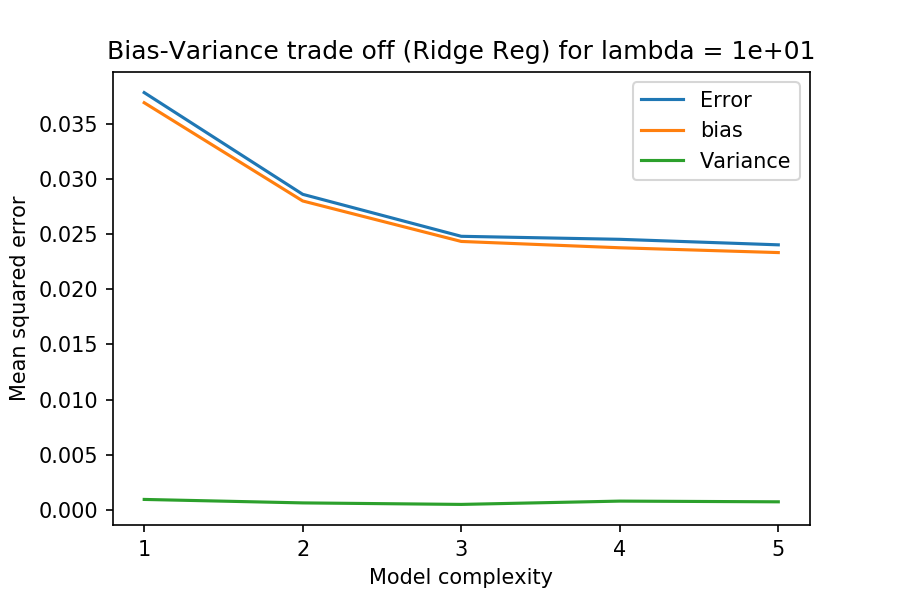 Bias-Variance trade off (Ridge Reg) for lambda = 1e+01
Error
bias
Variance
Mean squared error
0.035
0.030
0.025
0.020
0.015
0.010
0.005
0.000
1 2 3 4 5
Model complexity